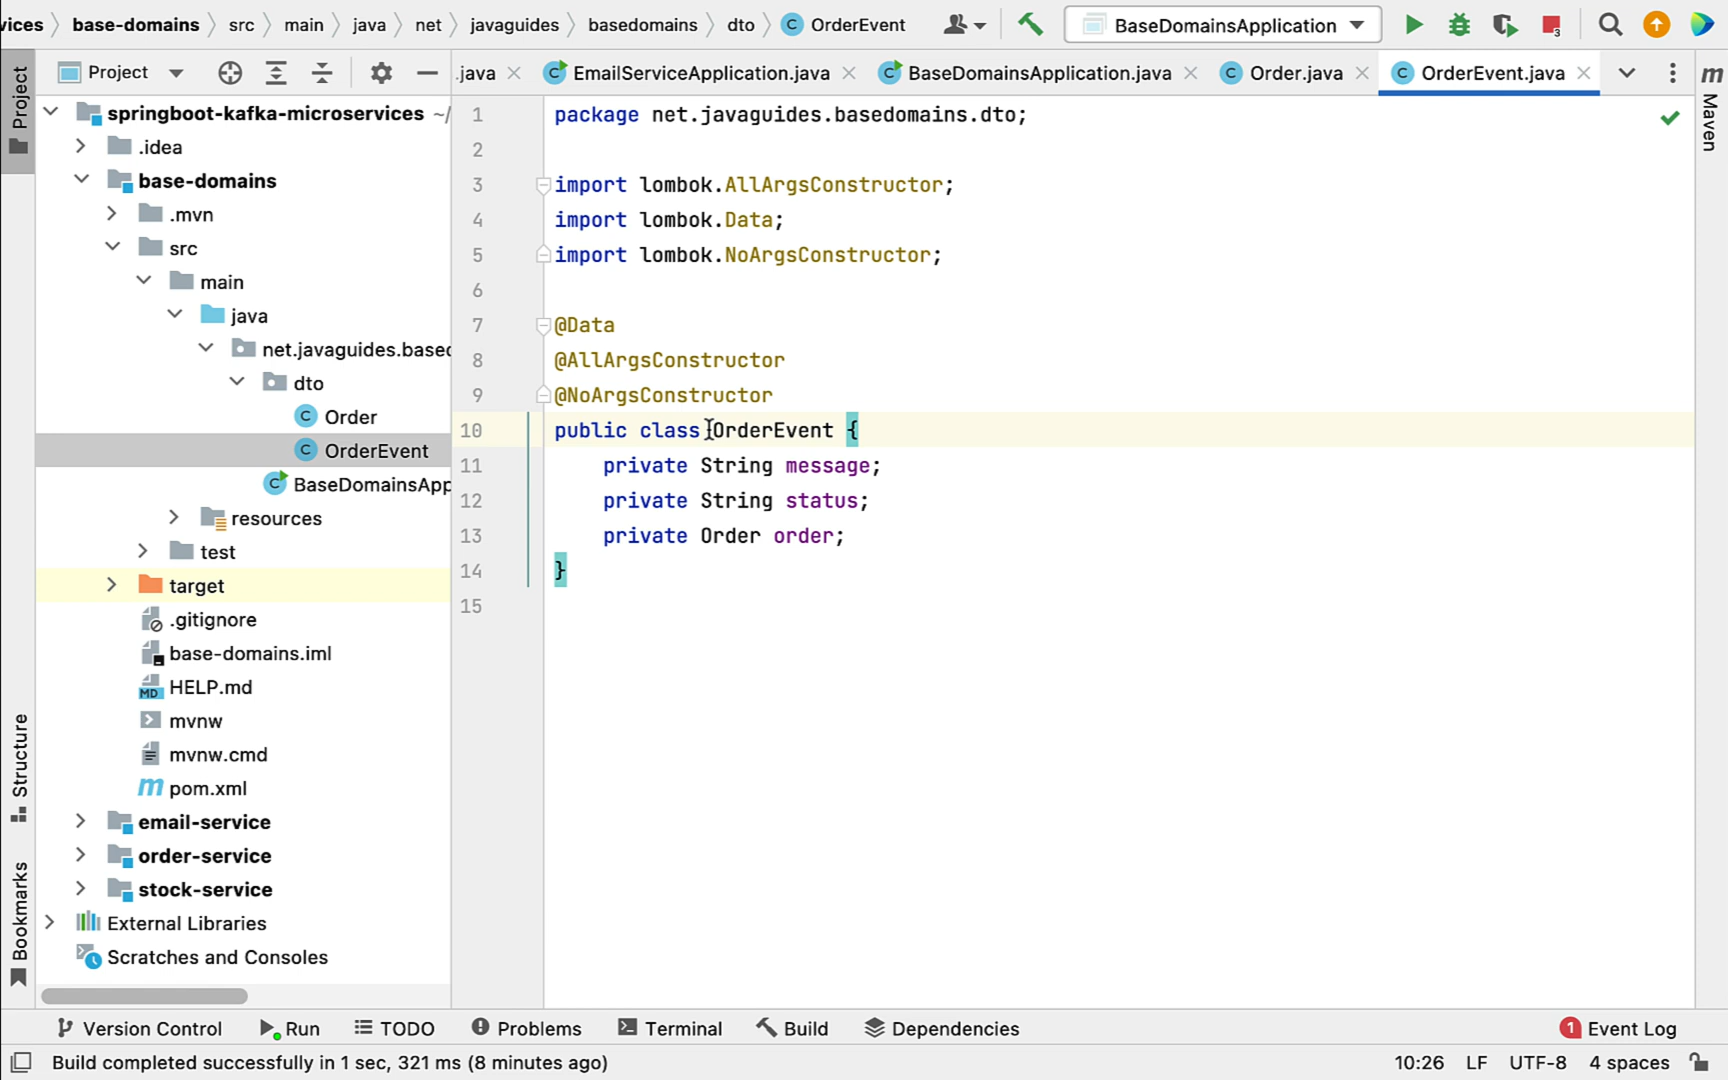 vices base-domains src main java net javaguides basedomains dto OrderEvent BaseDomainsApplication 3
Project .java EmailServiceApplication.java BaseDomainsApplication.java Order.java OrderEvent.java
Project
Structure
Bookmarks
springboot-kafka-microservices ~/
.idea
base-domains
.mvn
src
main
java
net.javaguides.based
dto
Order
OrderEvent
BaseDomainsApp
resources
test
target
.gitignore
base-domains.iml
MD HELP.md
mvnw
mvnw.cmd
m pom.xml
email-service
order-service
stock-service
External Libraries
Scratches and Consoles
1 package net.javaguides.basedomains.dto;
2
3 import lombok.AllArgsConstructor;
4 import lombok.Data;
5 import lombok.NoArgsConstructor;
6
7 @Data
8 @AllArgsConstructor
9 @NoArgsConstructor
10 public class OrderEvent {
11 private String message;
12 private String status;
13 private Order order;
14 }
15
m Maven
Version Control Run TODO Problems Terminal Build Dependencies 1 Event Log
Build completed successfully in 1 sec, 321 ms (8 minutes ago) 10:26 LF UTF-8 4 spaces